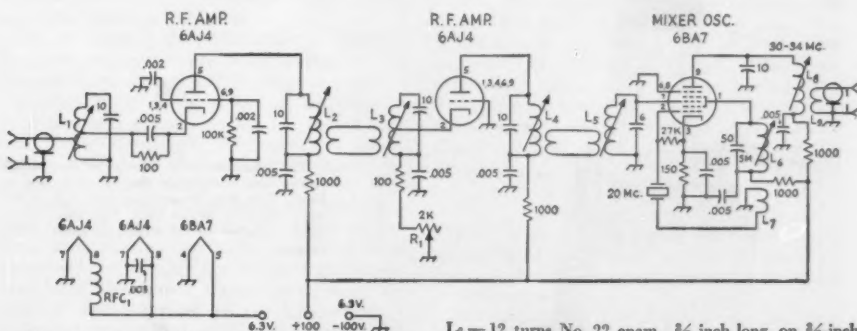 R.F. AMP.
6AJ4
R.F. AMP.
6AJ4
MIXER OSC.
6BA7
30-34 MC.
.002
5
1,3,4
6,9
2
10
L1
.005
100
100K
.002
10
L2
.005
1000
L3
10
.005
100
2K
R1
5
1,3,4,6,9
2
10
L4
.005
1000
L5
6
6,8
7
2
9
1
3
27K
150
.005
.005
20 MC.
50
3M
L6
L7
1000
10
L8
.005
L9
1000
6AJ4
6AJ4
6BA7
7
8
7
8
4
5
.005
RFC1
6.3V.
+100
6.3V.
-100V.
L6—12 turns No. 22 enam., 3/8 inch long, on 3/8 inch